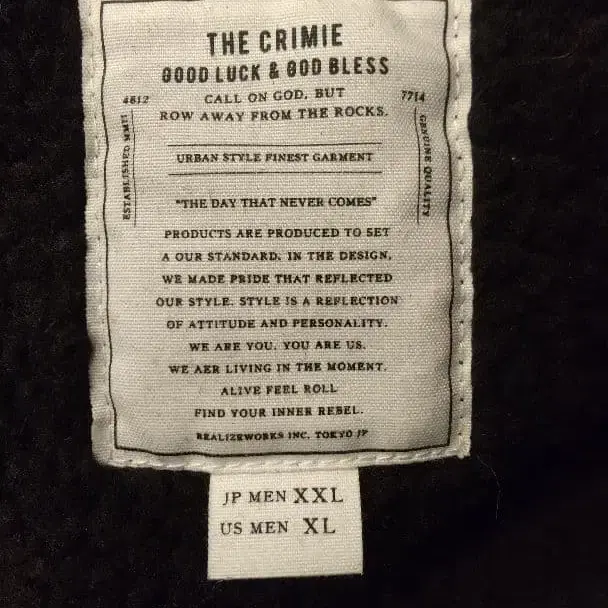 THE CRIMIE
GOOD LUCK & GOD BLESS
CALL ON GOD, BUT
ROW AWAY FROM THE ROCKS.
4612
7714
ESTABLISHED MMII
GENUINE QUALITY
URBAN STYLE FINEST GARMENT
"THE DAY THAT NEVER COMES"
PRODUCTS ARE PRODUCED TO SET
A OUR STANDARD. IN THE DESIGN,
WE MADE PRIDE THAT REFLECTED
OUR STYLE. STYLE IS A REFLECTION
OF ATTITUDE AND PERSONALITY.
WE ARE YOU. YOU ARE US.
WE AER LIVING IN THE MOMENT.
ALIVE FEEL ROLL
FIND YOUR INNER REBEL.
REALIZEWORKS INC. TOKYO JP
JP MEN XXL
US MEN XL